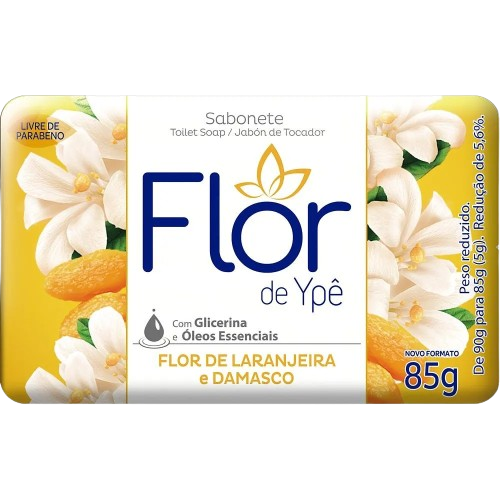 LIVRE DE
PARABENO
Sabonete
Toilet Soap / Jabón de Tocador
Flor
de Ypê
Com Glicerina
e Óleos Essenciais
FLOR DE LARANJEIRA
e DAMASCO
Peso reduzido.
De 90g para 85g (5g). Redução de 5,6%.
NOVO FORMATO
85g